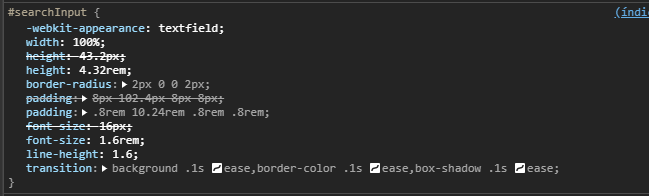 #searchInput { (índi
-webkit-appearance: textfield;
width: 100%;
height: 43.2px;
height: 4.32rem;
border-radius: 2px 0 0 2px;
padding: 8px 102.4px 8px 8px;
padding: .8rem 10.24rem .8rem .8rem;
font-size: 16px;
font-size: 1.6rem;
line-height: 1.6;
transition: background .1s ease,border-color .1s ease,box-shadow .1s ease;
}